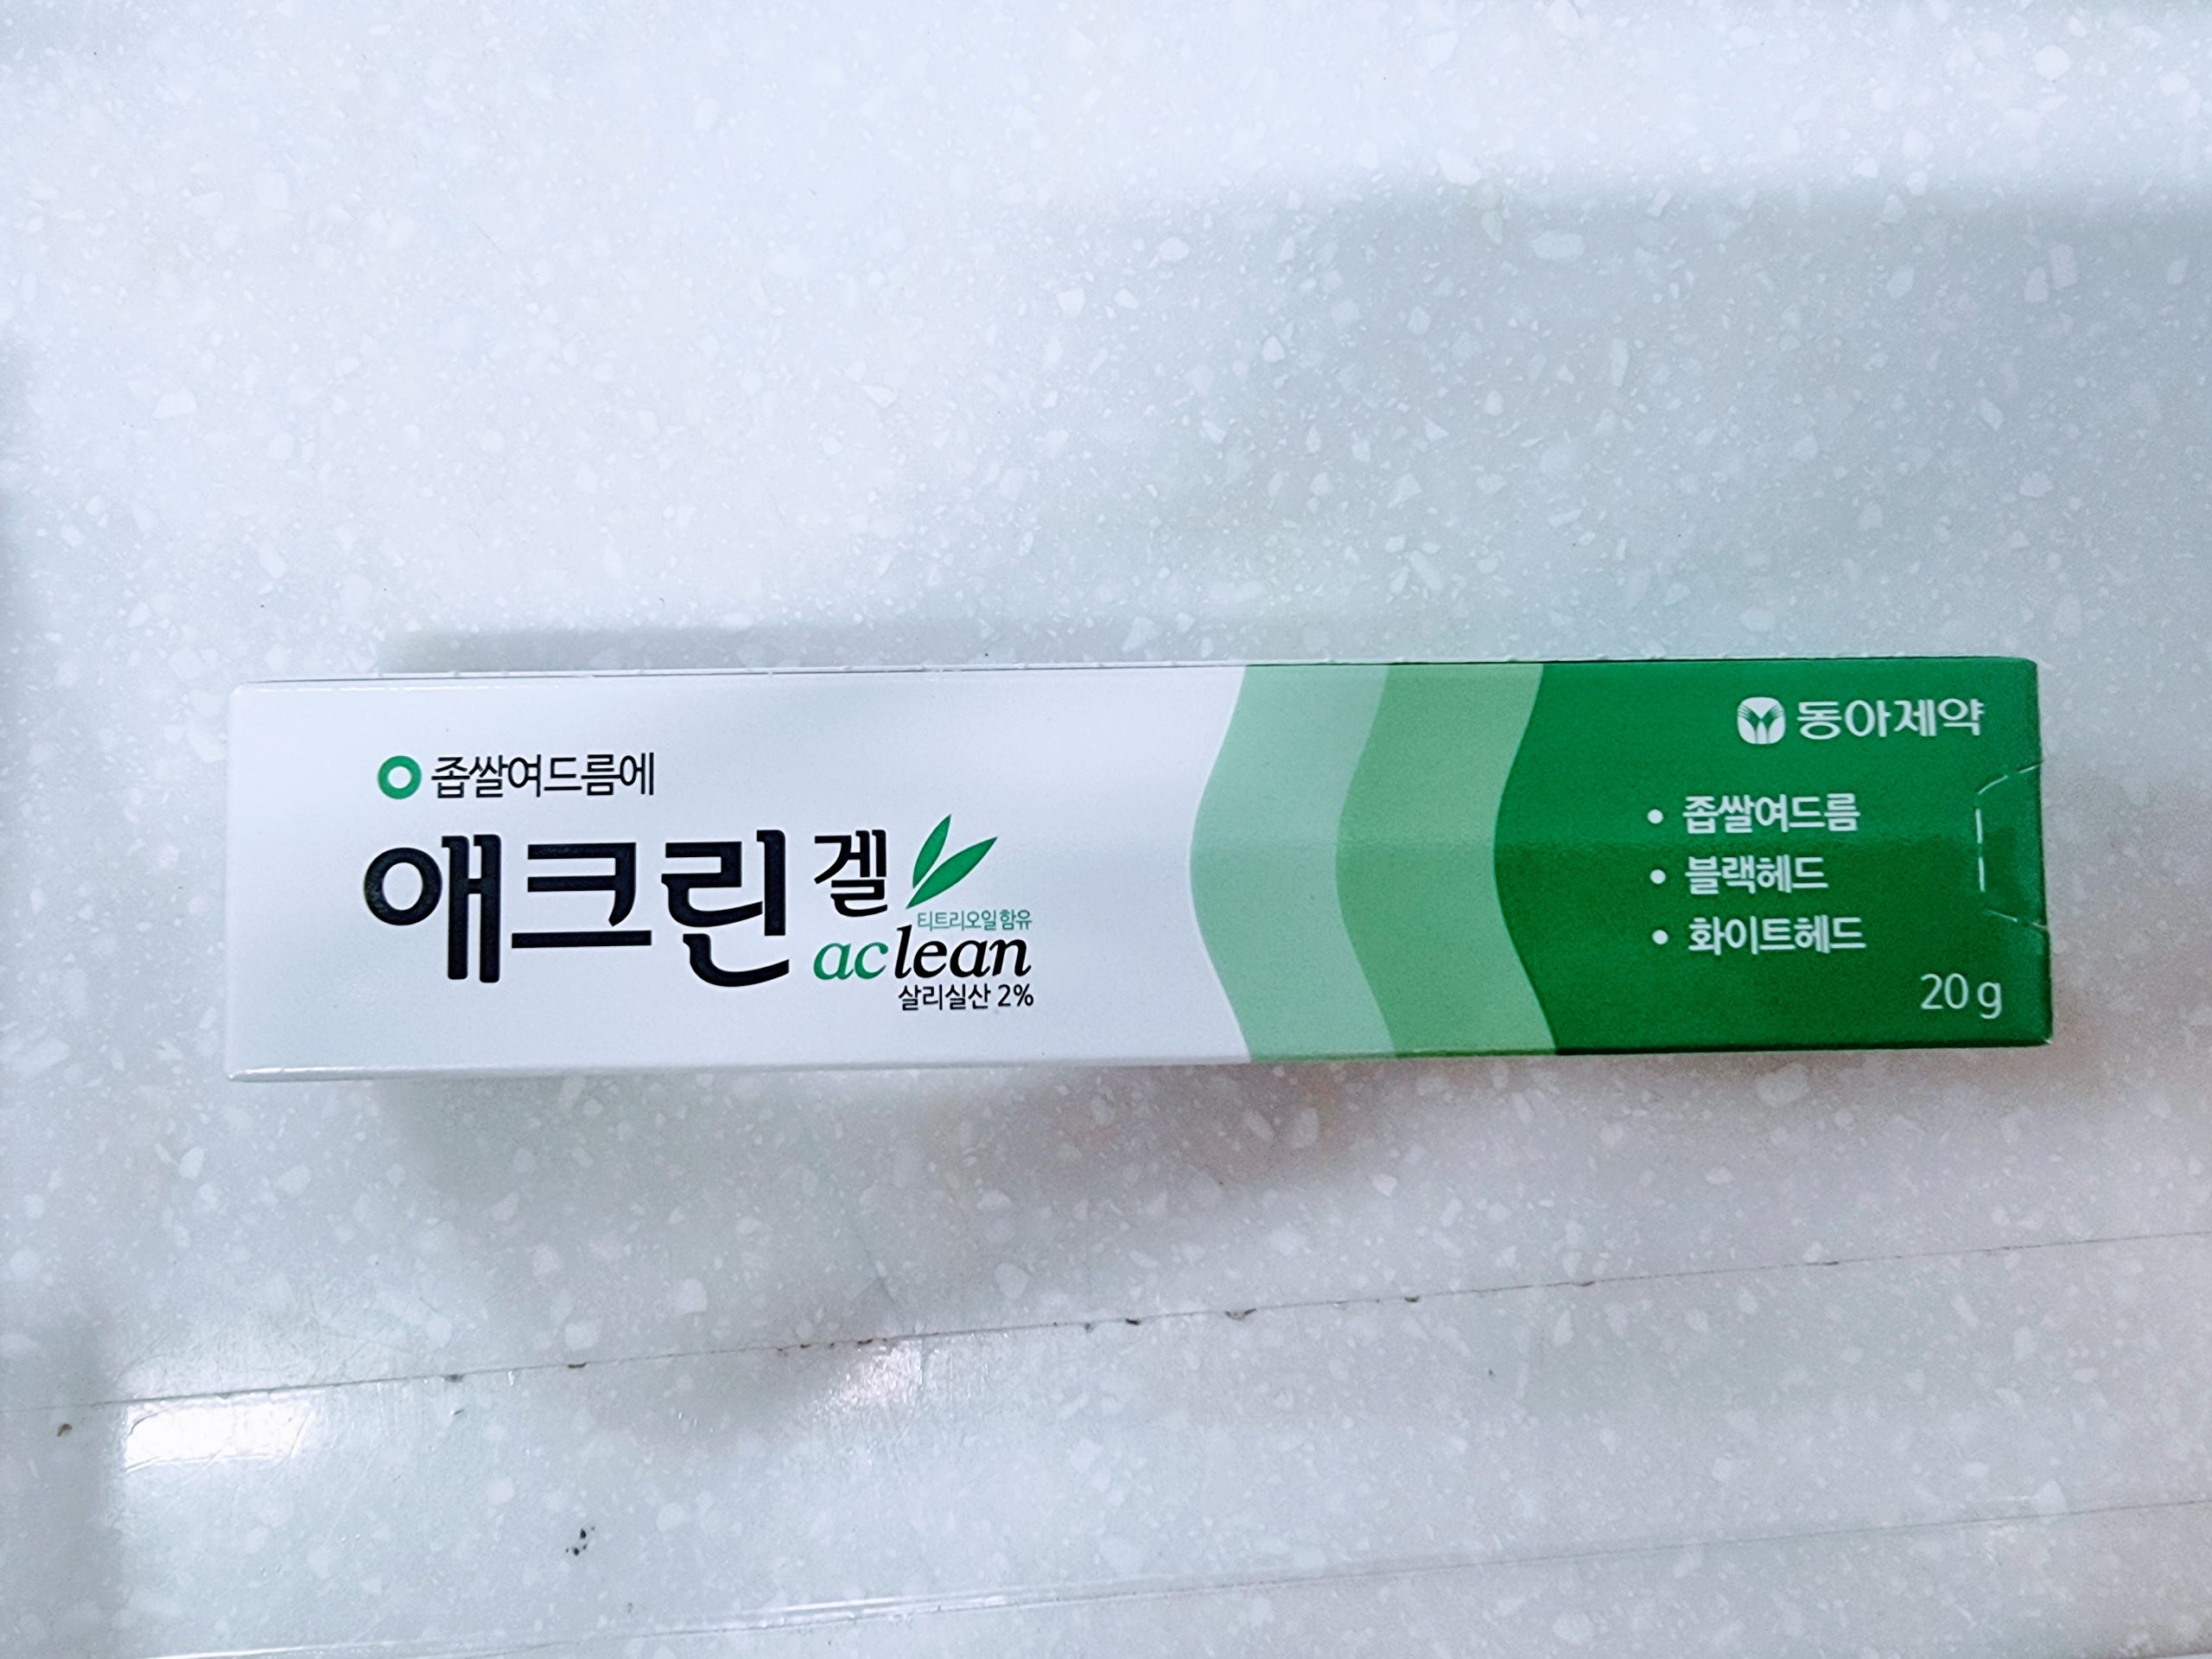 좁쌀여드름에
애크린 겔
티트리오일함유
aclean
살리실산 2%
동아제약
• 좁쌀여드름
• 블랙헤드
• 화이트헤드
20 g